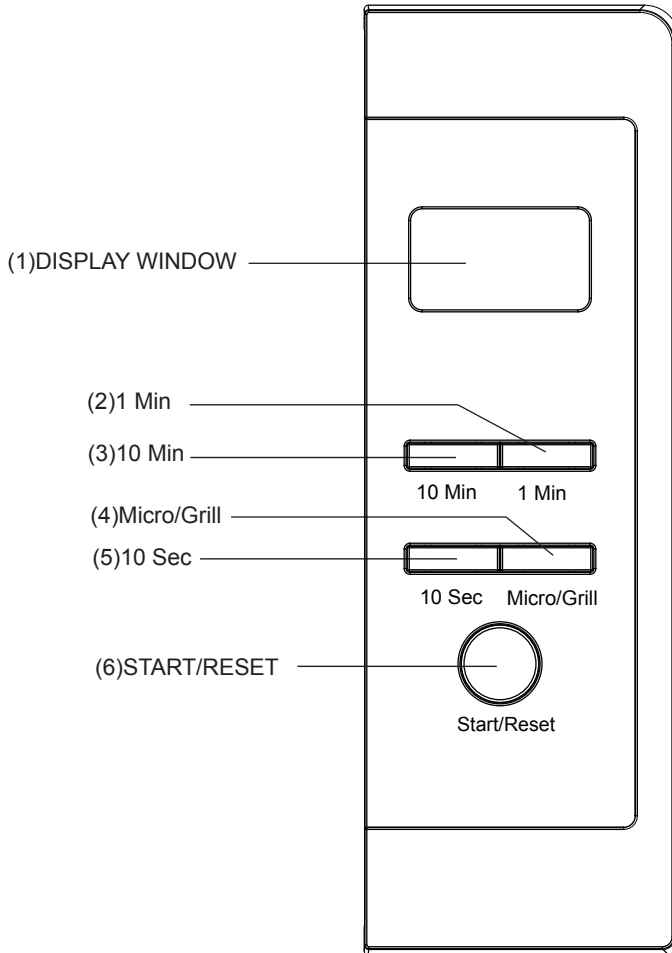 (1)DISPLAY WINDOW
(2)1 Min
(3)10 Min
10 Min 1 Min
(4)Micro/Grill
(5)10 Sec
10 Sec Micro/Grill
(6)START/RESET
Start/Reset